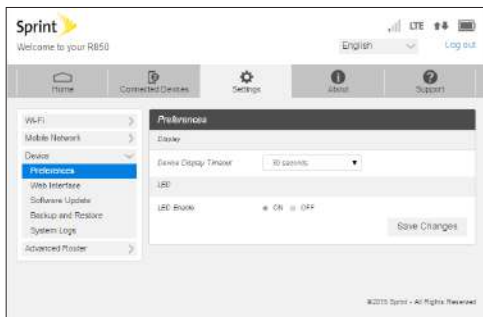 Sprint
LTE
Welcome to your R850
English
Log out
Home
Connected Devices
Settings
About
Support
Wi-Fi
Mobile Network
Device
Preferences
Web Interface
Software Update
Backup and Restore
System Logs
Advanced Router
Preferences
Display
Device Display Timeout
30 seconds
LED
LED Enable
ON
OFF
Save Changes
©2015 Sprint - All Rights Reserved